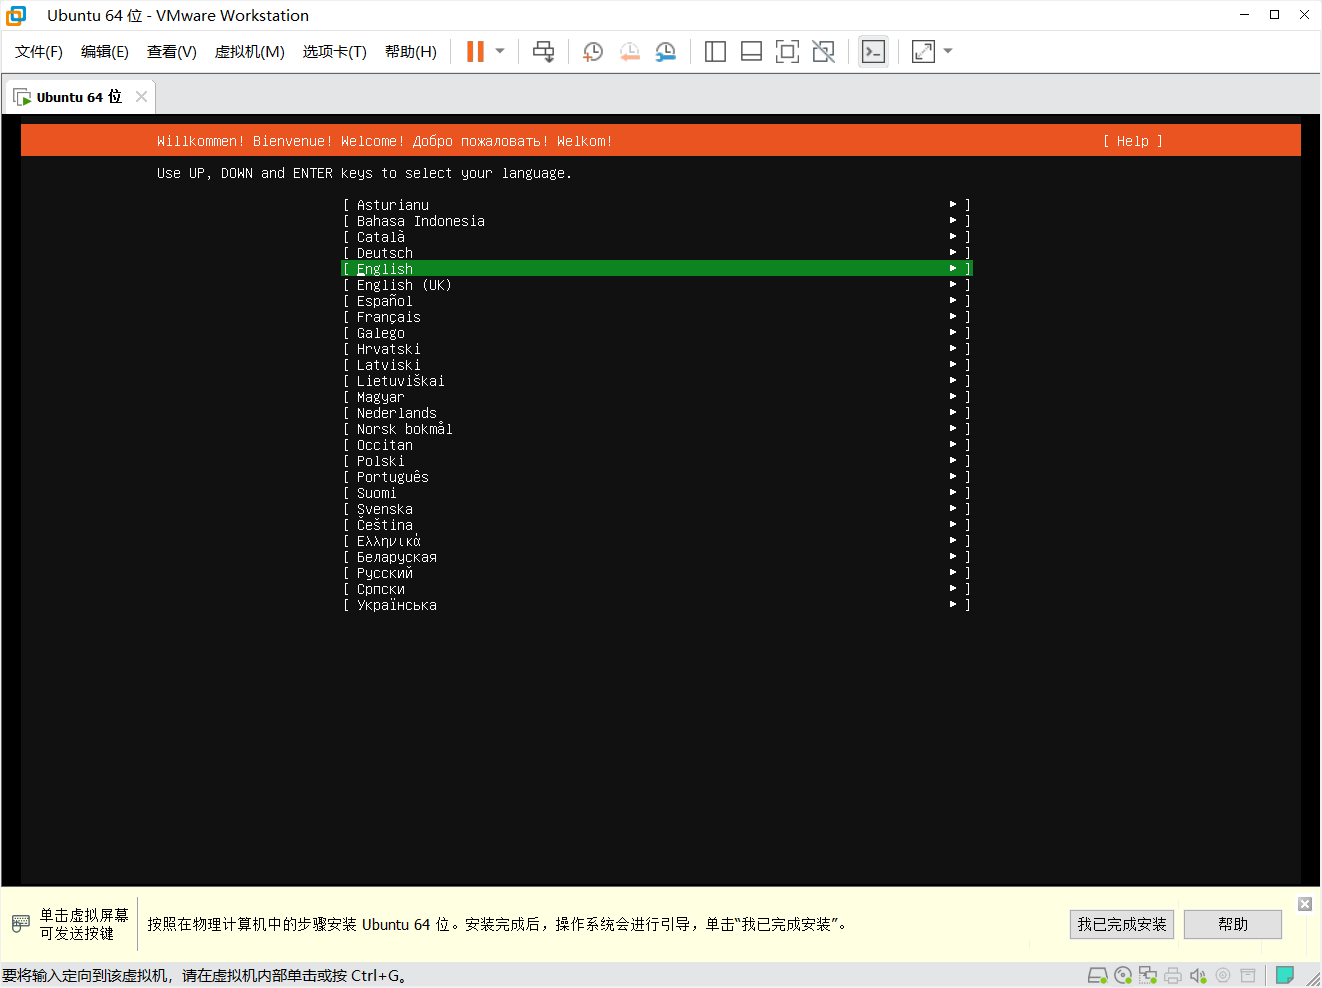 Ubuntu 64 位 - VMware Workstation
文件(F) 编辑(E) 查看(V) 虚拟机(M) 选项卡(T) 帮助(H)
Ubuntu 64 位
Willkommen! Bienvenue! Welcome! Добро пожаловать! Welkom! [ Help ]
Use UP, DOWN and ENTER keys to select your language.
[ Asturianu ► ]
[ Bahasa Indonesia ► ]
[ Català ► ]
[ Deutsch ► ]
[ English ► ]
[ English (UK) ► ]
[ Español ► ]
[ Français ► ]
[ Galego ► ]
[ Hrvatski ► ]
[ Latviski ► ]
[ Lietuviškai ► ]
[ Magyar ► ]
[ Nederlands ► ]
[ Norsk bokmål ► ]
[ Occitan ► ]
[ Polski ► ]
[ Português ► ]
[ Suomi ► ]
[ Svenska ► ]
[ Čeština ► ]
[ Ελληνικά ► ]
[ Беларуская ► ]
[ Русский ► ]
[ Српски ► ]
[ Українська ► ]
单击虚拟屏幕
可发送按键
按照在物理计算机中的步骤安装 Ubuntu 64 位。安装完成后，操作系统会进行引导，单击“我已完成安装”。
我已完成安装 帮助
要将输入定向到该虚拟机，请在虚拟机内部单击或按 Ctrl+G。